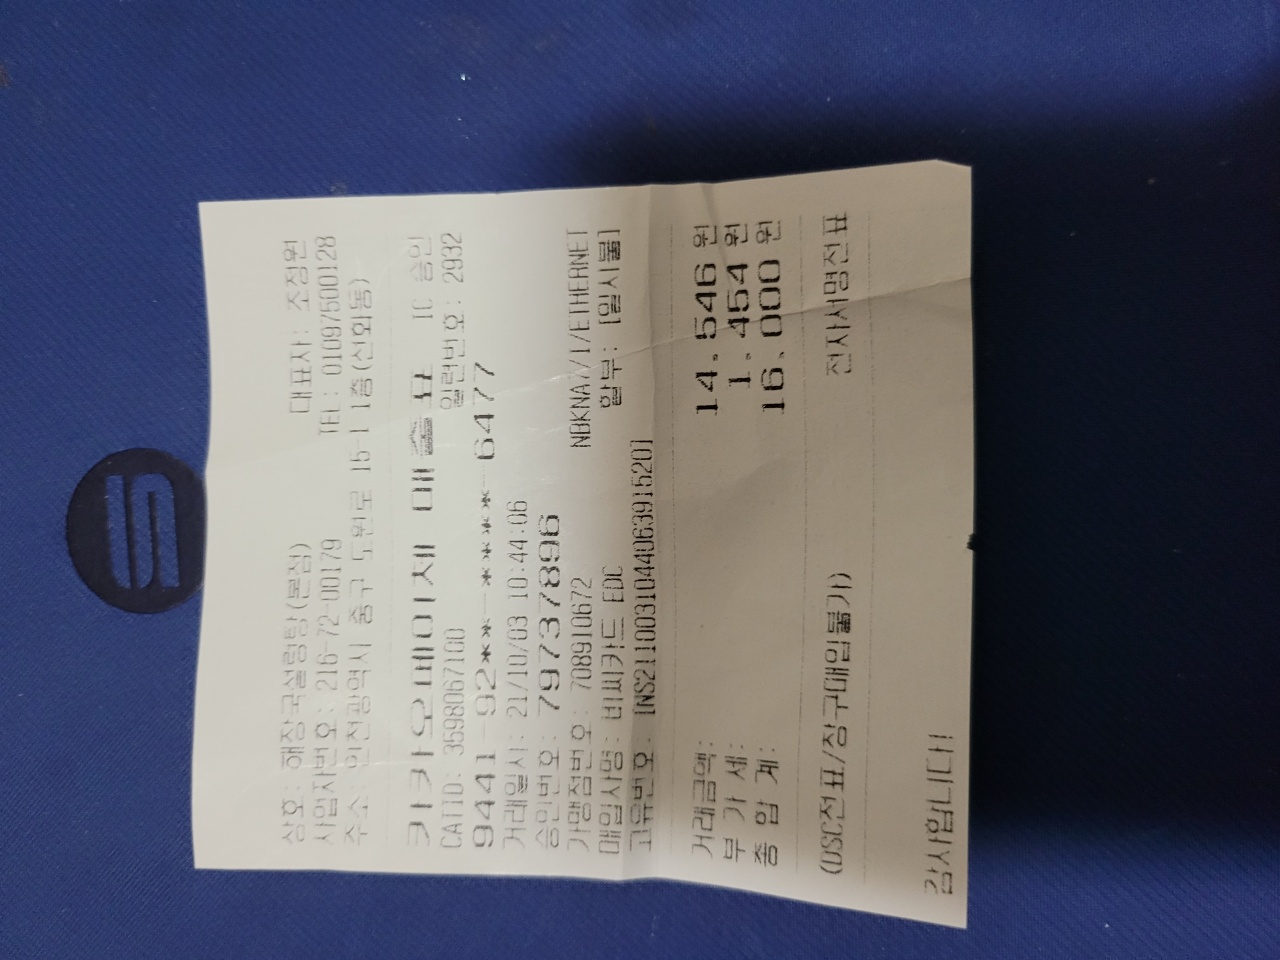 상호: 해장국설렁탕(본점) 대표자: 조정원
사업자번호: 216-72-00179 TEL: 01097500128
주소: 인천광역시 중구 도원로 15-1 1층(신흥동)
카카오페이체 매출표 IC 승인
CATID: 3598067100 일련번호: 2932
9441-92**-****-6477
거래일시: 21/10/03 10:44:06
승인번호: 79737896
가맹점번호: 708910672 NBKNA7/1/ETHERNET
매입사명: 비씨카드 EDC 할부: [일시불]
고유번호: [NS211003104406391520]
거래금액: 14.546 원
부 가 세: 1.454 원
총 합 계: 16.000 원
(DSC전표/창구매입불가) 전자서명전표
감사합니다!